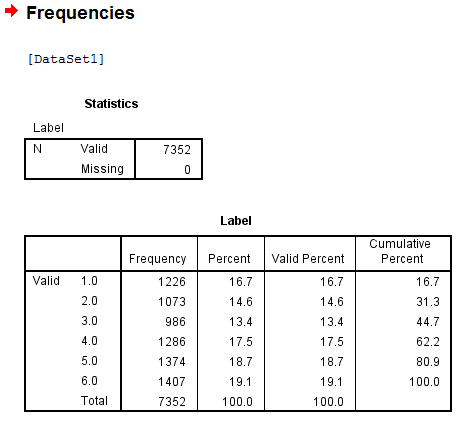 Frequencies
[DataSet1]
Statistics
Label
N Valid 7352
Missing 0
Label
Frequency Percent Valid Percent Cumulative Percent
Valid 1.0 1226 16.7 16.7 16.7
2.0 1073 14.6 14.6 31.3
3.0 986 13.4 13.4 44.7
4.0 1286 17.5 17.5 62.2
5.0 1374 18.7 18.7 80.9
6.0 1407 19.1 19.1 100.0
Total 7352 100.0 100.0